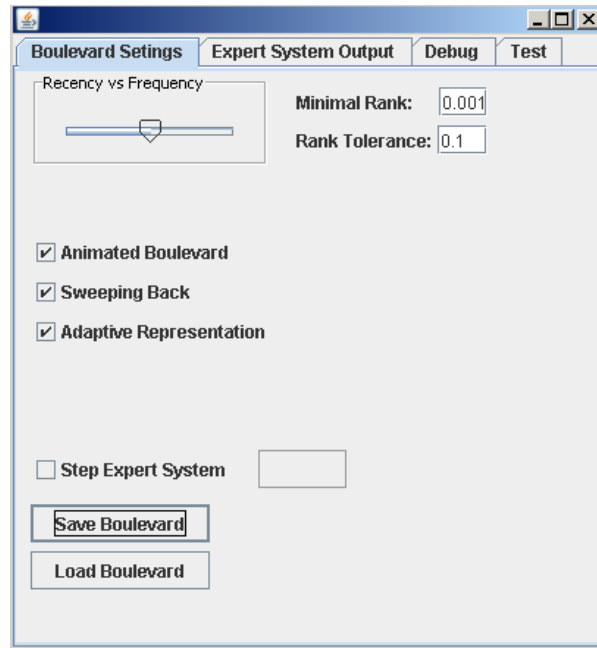 Boulevard Setings Expert System Output Debug Test
Recency vs Frequency
Minimal Rank: 0.001
Rank Tolerance: 0.1
Animated Boulevard
Sweeping Back
Adaptive Representation
Step Expert System
Save Boulevard
Load Boulevard